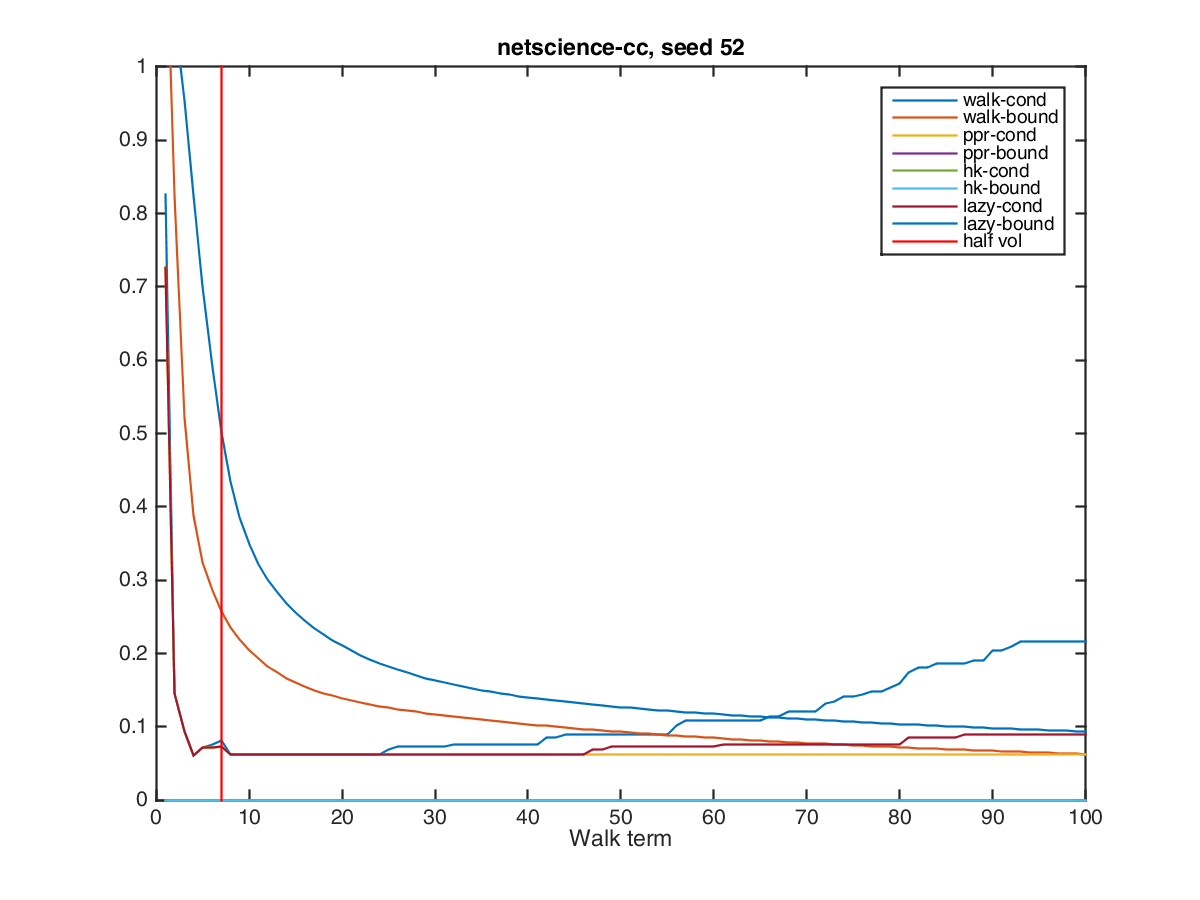 netscience-cc, seed 52
1
0.9
0.8
0.7
0.6
0.5
0.4
0.3
0.2
0.1
0
walk-cond
walk-bound
ppr-cond
ppr-bound
hk-cond
hk-bound
lazy-cond
lazy-bound
half vol
0 10 20 30 40 50 60 70 80 90 100
Walk term